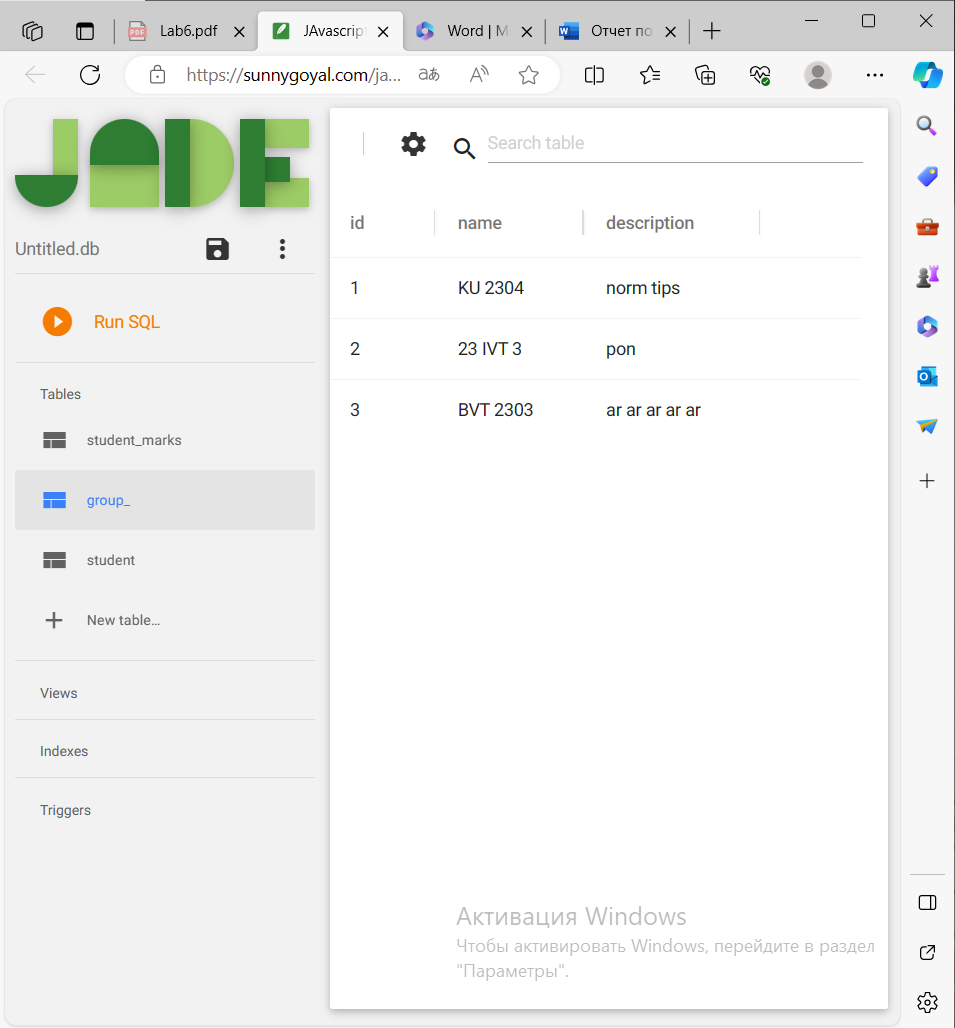 Lab6.pdf
JAvascrip
Word | M
Отчет по
https://sunnygoyal.com/ja...
JADE
Untitled.db
Run SQL
Tables
student_marks
group_
student
New table...
Views
Indexes
Triggers
Search table
id name description
1 KU 2304 norm tips
2 23 IVT 3 pon
3 BVT 2303 ar ar ar ar ar
Активация Windows
Чтобы активировать Windows, перейдите в раздел
"Параметры".